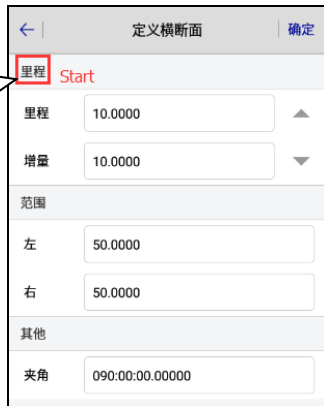 ← 定义横断面 确定
里程 Start
里程 10.0000
增量 10.0000
范围
左 50.0000
右 50.0000
其他
夹角 090:00:00.00000